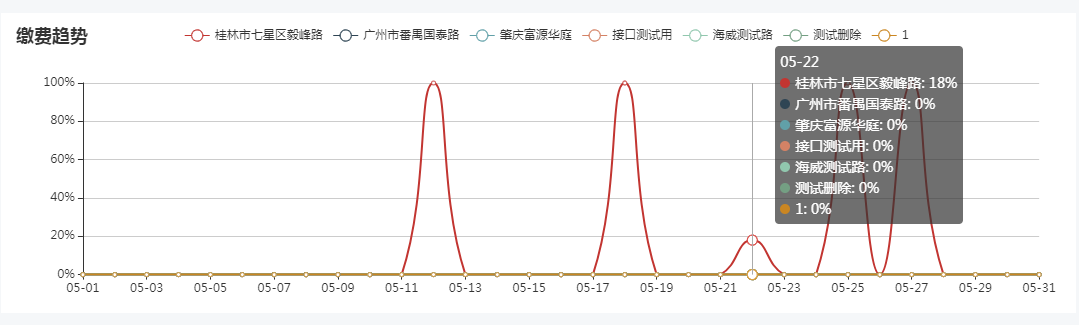 缴费趋势
桂林市七星区毅峰路 广州市番禺国泰路 肇庆富源华庭 接口测试用 海威测试路 测试删除 1
05-22
桂林市七星区毅峰路: 18%
广州市番禺国泰路: 0%
肇庆富源华庭: 0%
接口测试用: 0%
海威测试路: 0%
测试删除: 0%
1: 0%
100%
80%
60%
40%
20%
0%
05-01 05-03 05-05 05-07 05-09 05-11 05-13 05-15 05-17 05-19 05-21 05-23 05-25 05-27 05-29 05-31